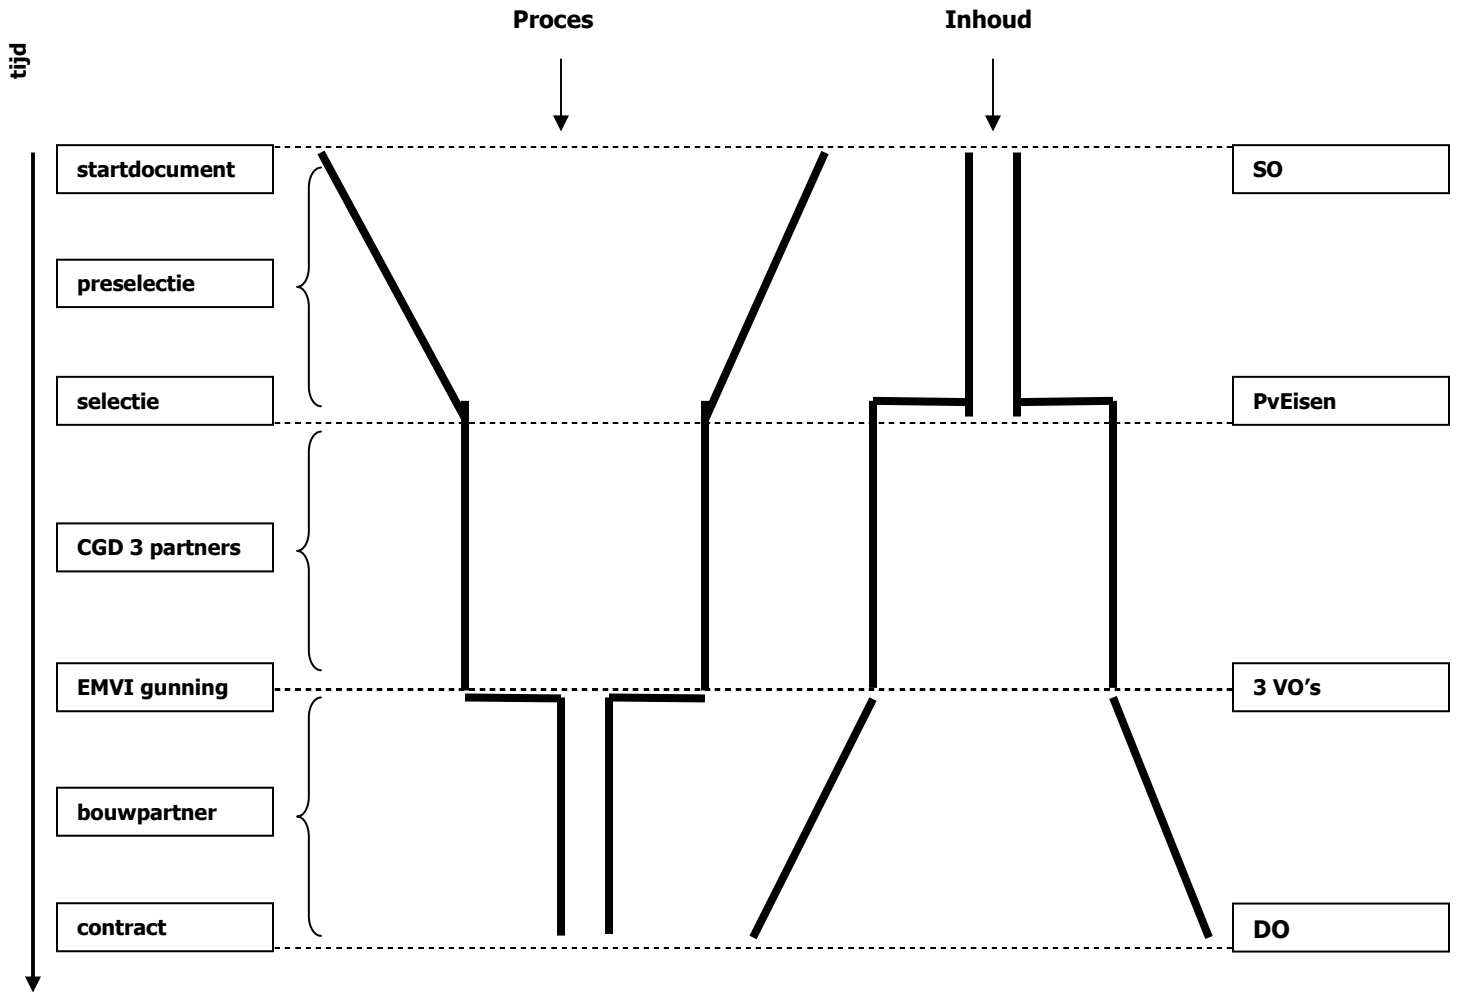 Proces
Inhoud
tijd
startdocument
SO
preselectie
selectie
PvEisen
CGD 3 partners
EMVI gunning
3 VO’s
bouwpartner
contract
DO